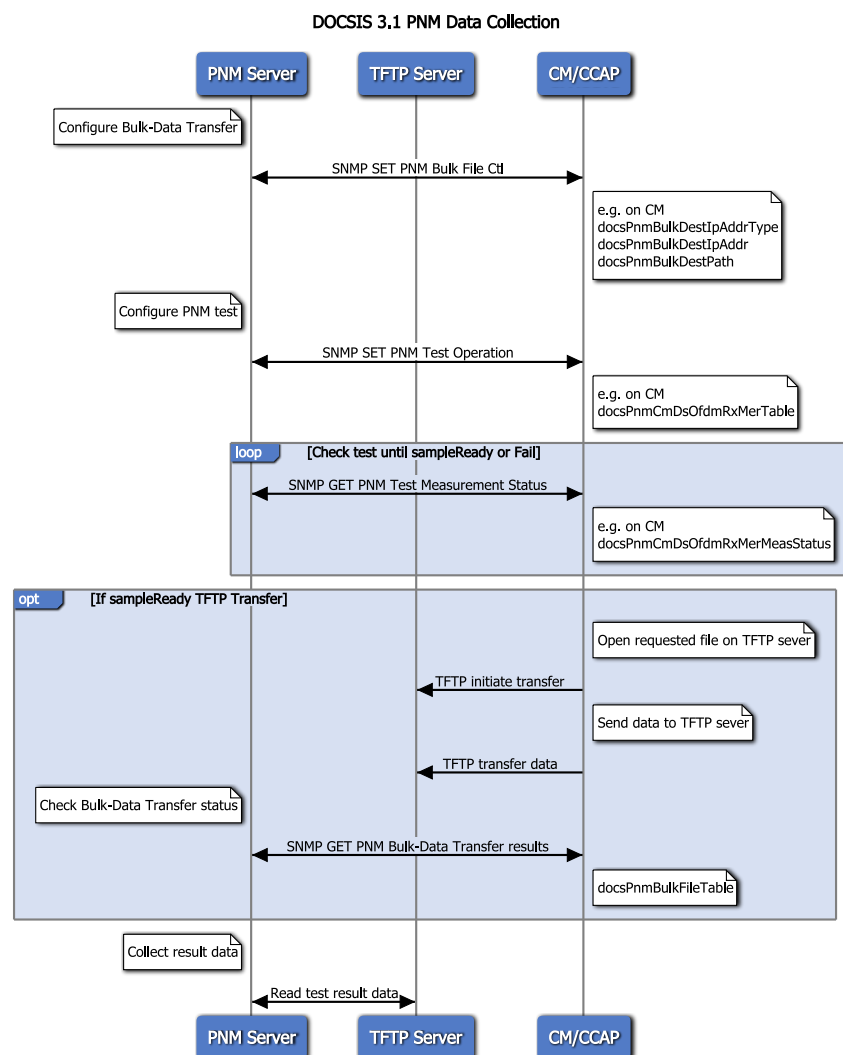 DOCSIS 3.1 PNM Data Collection
PNM Server
TFTP Server
CM/CCAP
Configure Bulk-Data Transfer
SNMP SET PNM Bulk File Ctl
e.g. on CM
docsPnmBulkDestIpAddrType
docsPnmBulkDestIpAddr
docsPnmBulkDestPath
Configure PNM test
SNMP SET PNM Test Operation
e.g. on CM
docsPnmCmDsOfdmRxMerTable
loop
[Check test until sampleReady or Fail]
SNMP GET PNM Test Measurement Status
e.g. on CM
docsPnmCmDsOfdmRxMerMeasStatus
opt
[If sampleReady TFTP Transfer]
Open requested file on TFTP sever
TFTP initiate transfer
Send data to TFTP sever
TFTP transfer data
Check Bulk-Data Transfer status
SNMP GET PNM Bulk-Data Transfer results
docsPnmBulkFileTable
Collect result data
Read test result data
PNM Server
TFTP Server
CM/CCAP